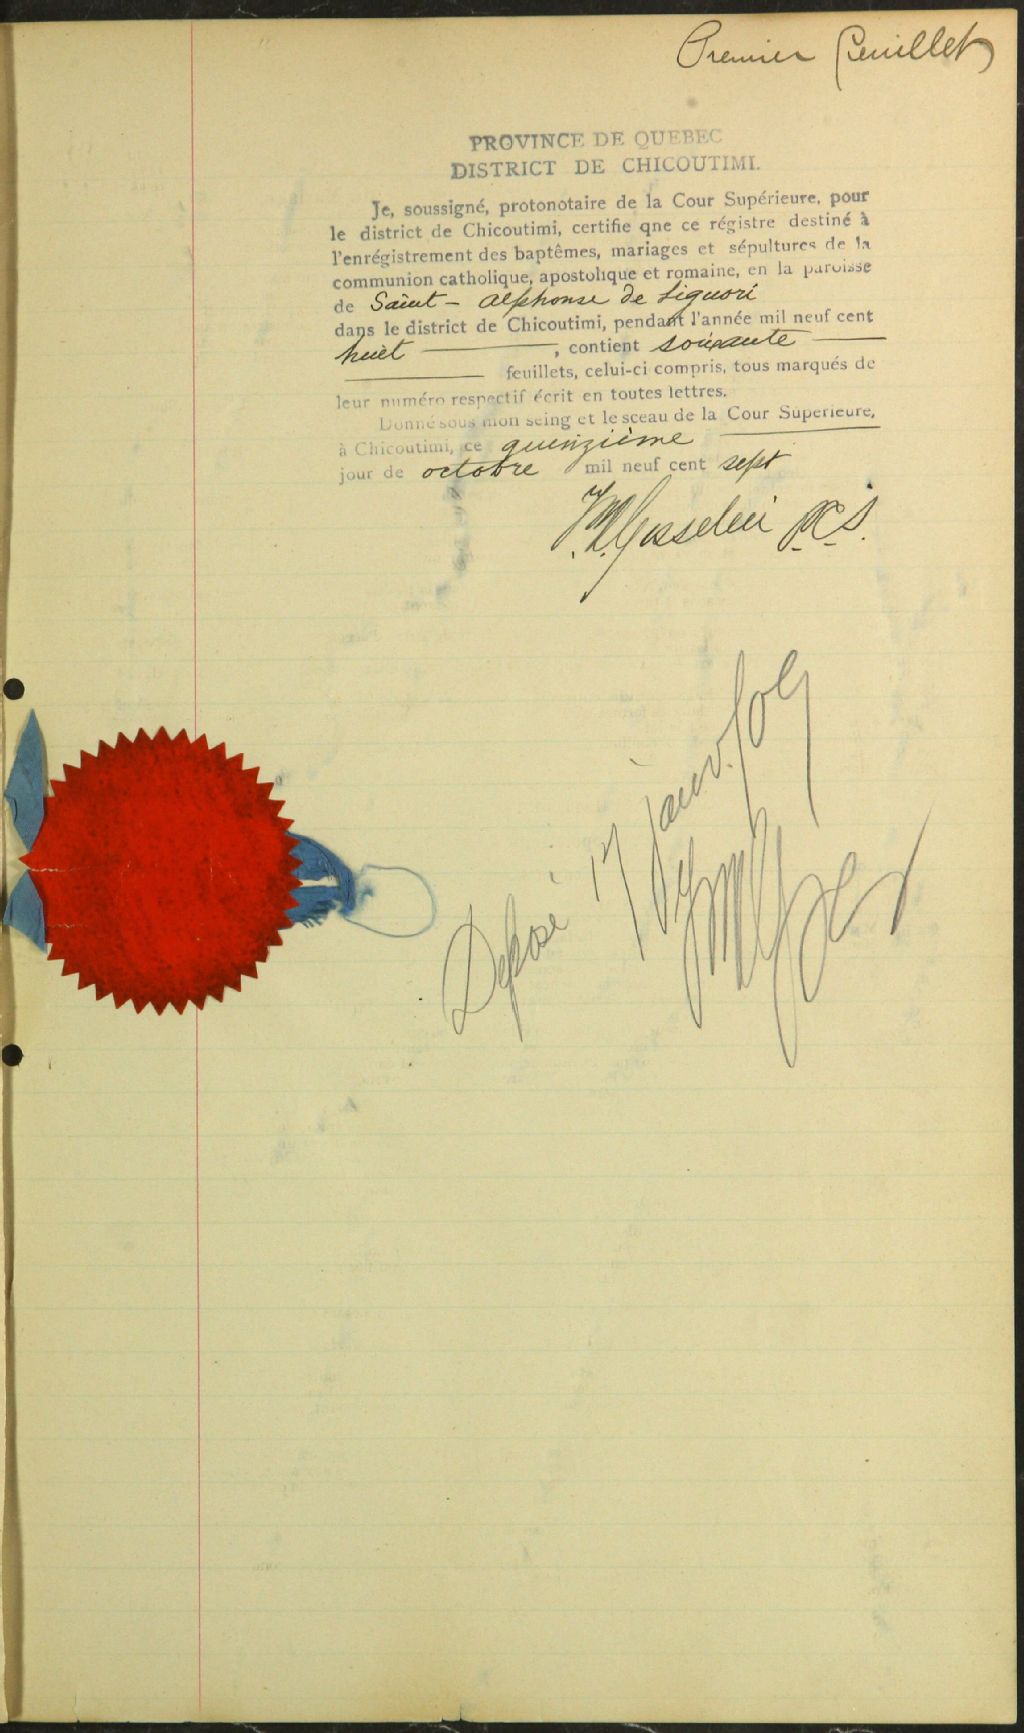 Premier feuillet
PROVINCE DE QUEBEC
DISTRICT DE CHICOUTIMI.
Je, soussigné, protonotaire de la Cour Supérieure, pour
le district de Chicoutimi, certifie qne ce régistre destiné à
l'enrégistrement des baptêmes, mariages et sépultures de la
communion catholique, apostolique et romaine, en la paroisse
de Saint - Alphonse de Liguori
dans le district de Chicoutimi, pendant l'année mil neuf cent
huit , contient soixante
feuillets, celui-ci compris, tous marqués de
leur numéro respectif écrit en toutes lettres.
Donné sous mon seing et le sceau de la Cour Superieure,
à Chicoutimi, ce quinzième
jour de octobre mil neuf cent sept
Gosselin P.C.S.
Déposé 17 janv. /09